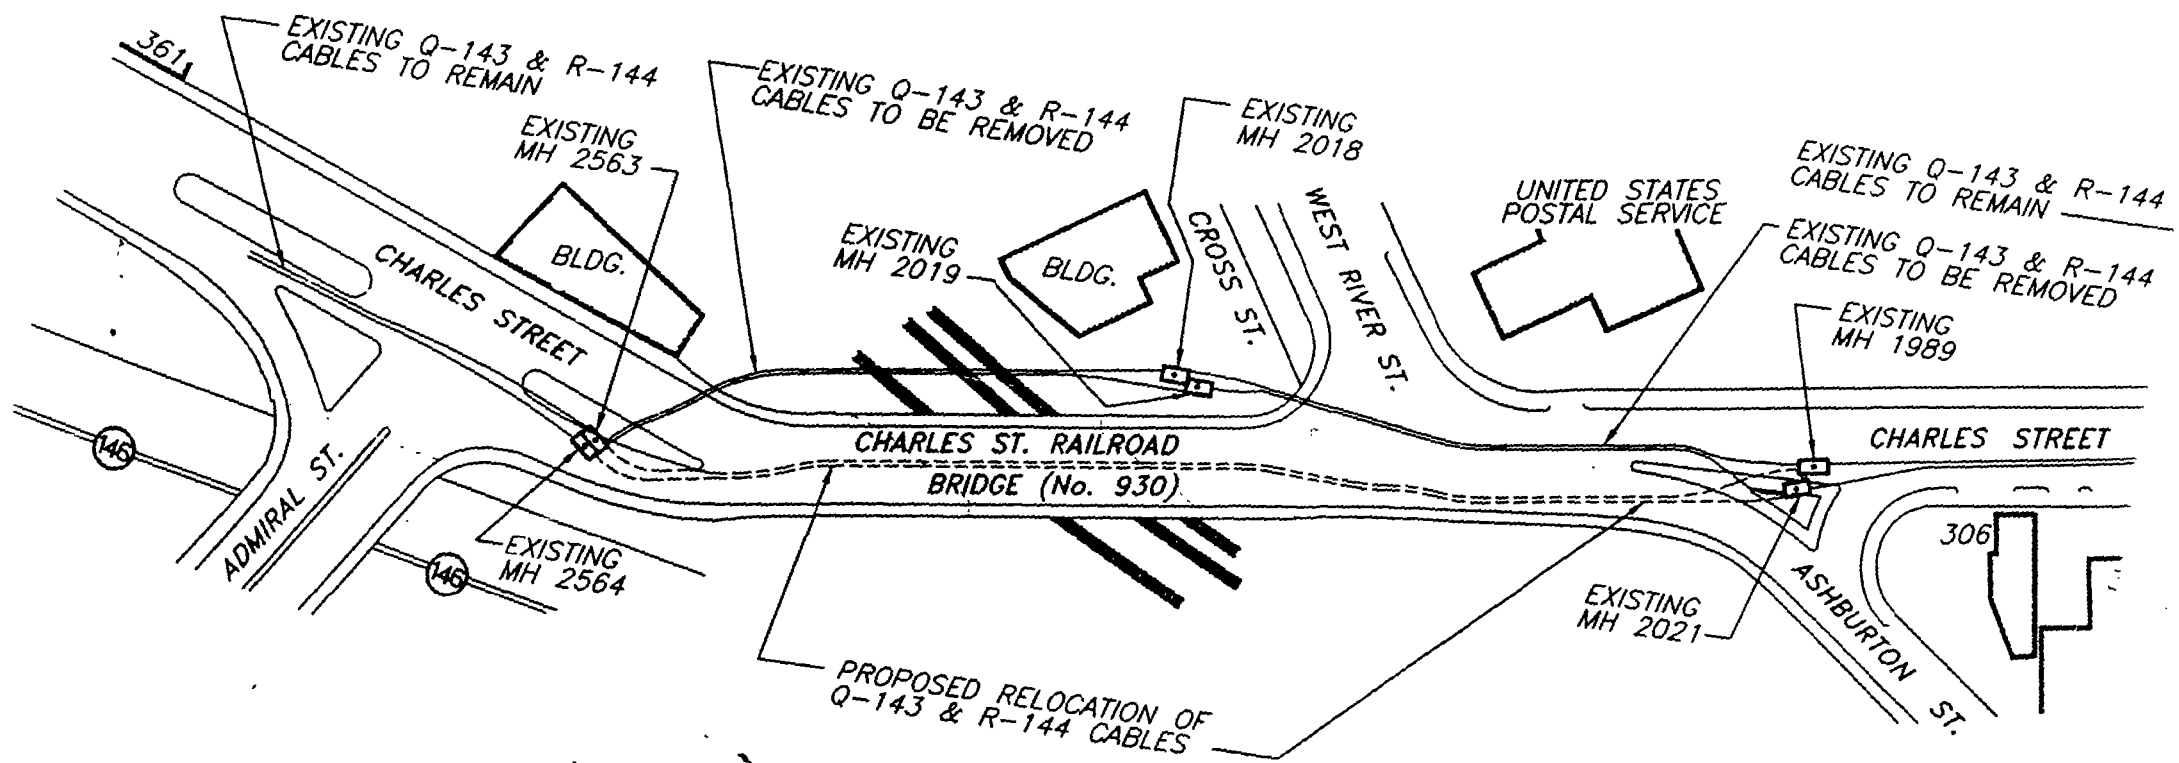 361
EXISTING Q-143 & R-144
CABLES TO REMAIN
EXISTING
MH 2563
EXISTING Q-143 & R-144
CABLES TO BE REMOVED
EXISTING
MH 2018
EXISTING Q-143 & R-144
CABLES TO REMAIN
UNITED STATES
POSTAL SERVICE
EXISTING Q-143 & R-144
CABLES TO BE REMOVED
EXISTING
MH 2019
BLDG.
BLDG.
CROSS ST.
WEST RIVER ST.
CHARLES STREET
EXISTING
MH 1989
CHARLES ST. RAILROAD
BRIDGE (No. 930)
CHARLES STREET
146
146
ADMIRAL ST.
EXISTING
MH 2564
306
EXISTING
MH 2021
ASHBURTON ST.
PROPOSED RELOCATION OF
Q-143 & R-144 CABLES